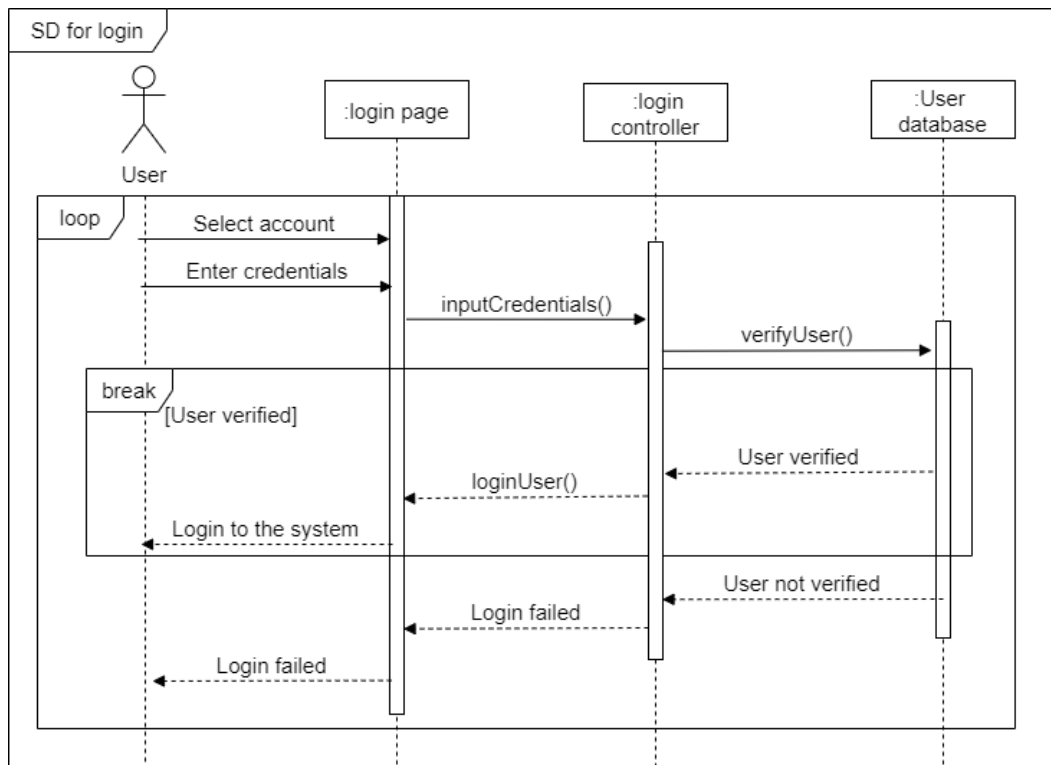 SD for login
User
:login page
:login
controller
:User
database
loop
Select account
Enter credentials
inputCredentials()
verifyUser()
break
[User verified]
User verified
loginUser()
Login to the system
User not verified
Login failed
Login failed